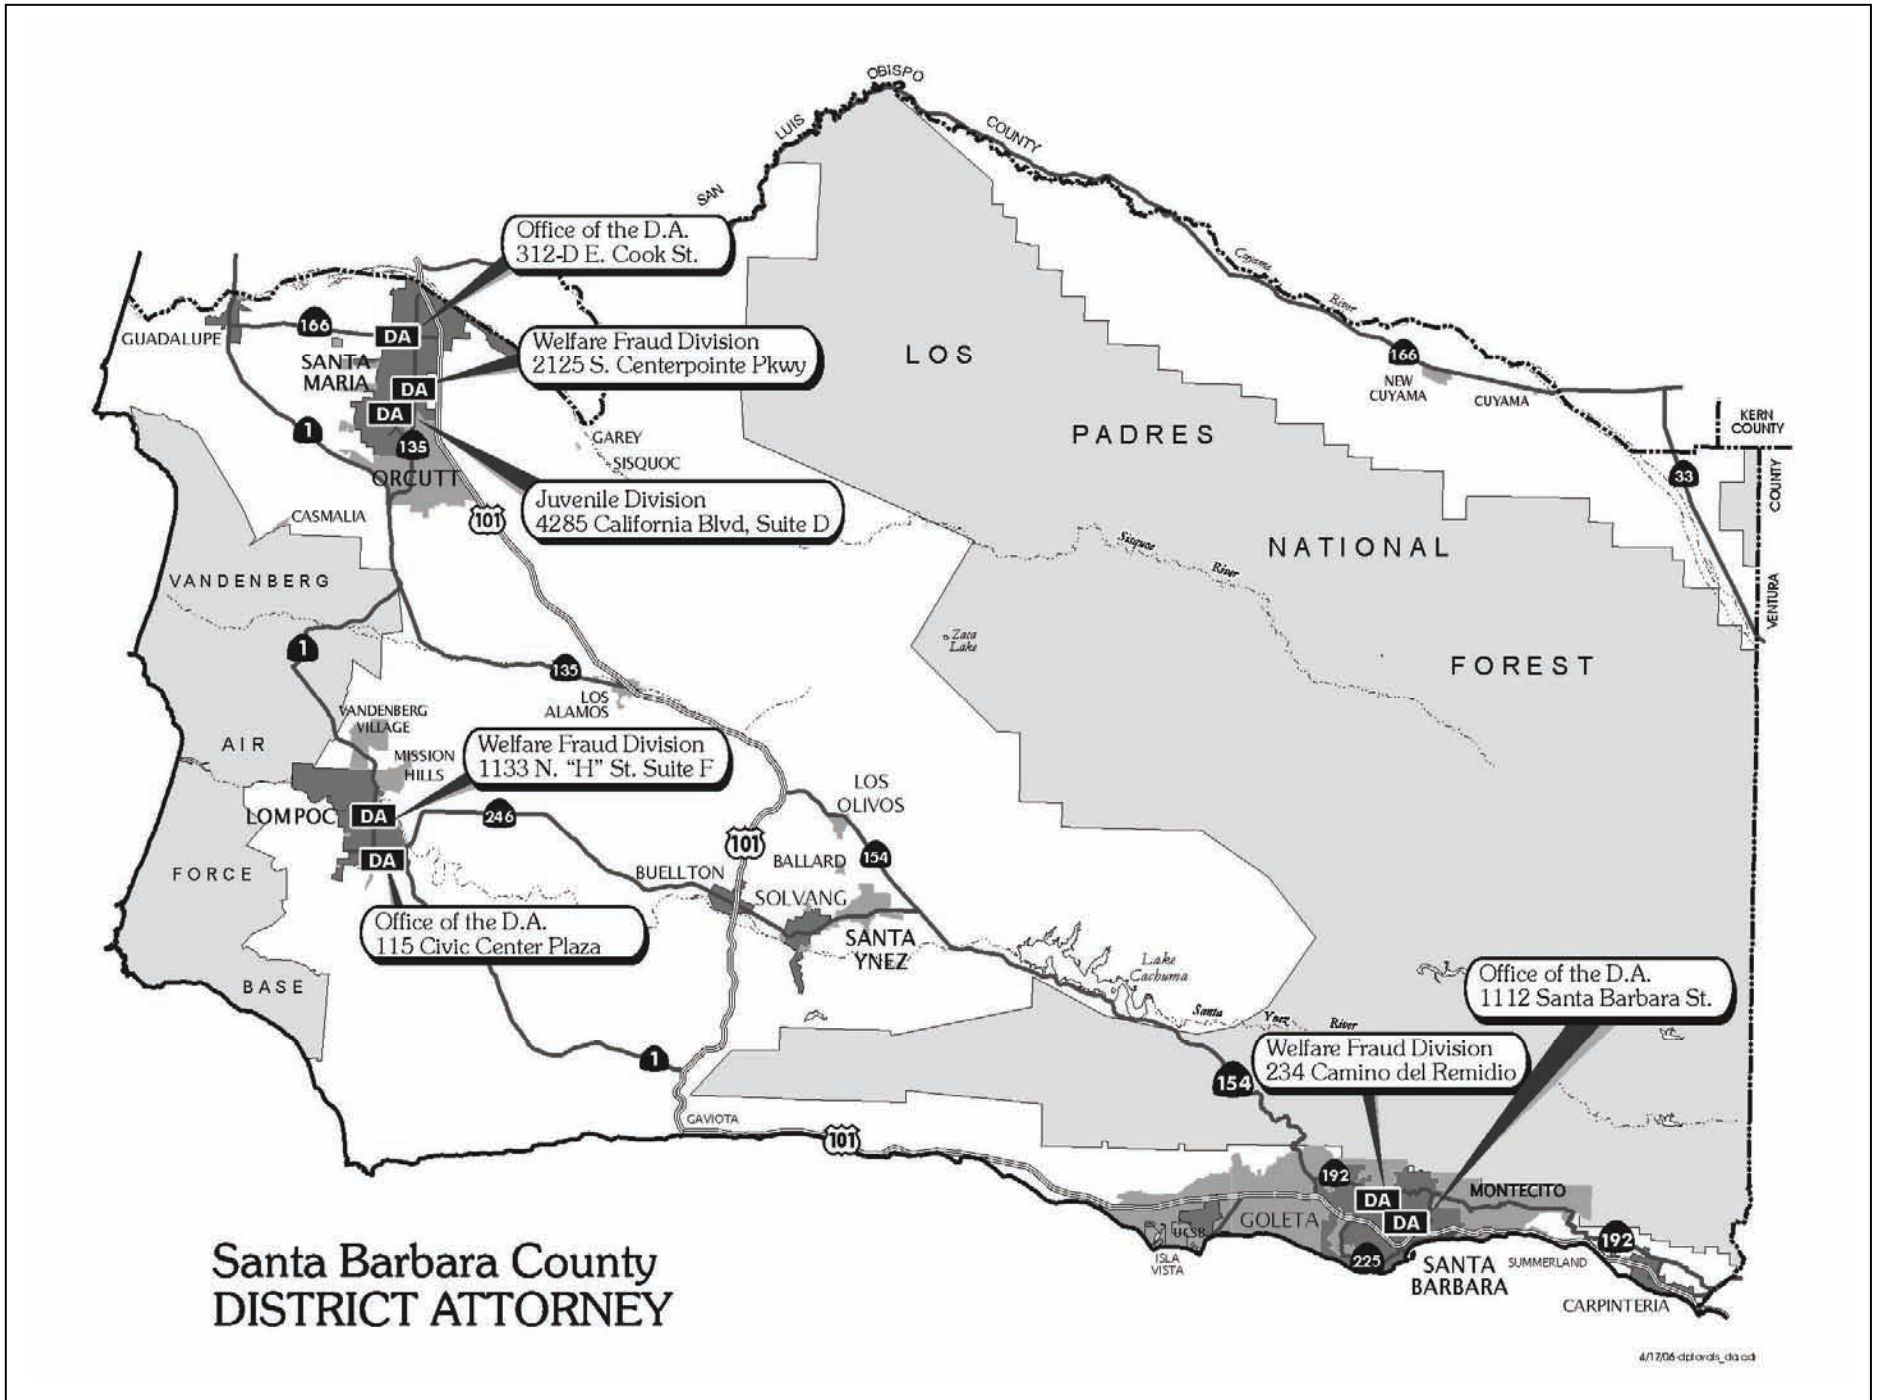 OBISPO
LUIS
COUNTY
SAN
Office of the D.A.
312-D E. Cook St.
Cuyama
River
GUADALUPE
166
DA
Welfare Fraud Division
2125 S. Centerpointe Pkwy
SANTA
MARIA
DA
DA
1
135
LOS
166
NEW
CUYAMA
CUYAMA
KERN
COUNTY
PADRES
GAREY
SISQUOC
ORCUTT
33
COUNTY
Juvenile Division
4285 California Blvd, Suite D
101
CASMALIA
Sisquoc
River
NATIONAL
VANDENBERG
VENTURA
1
Zaca
Lake
135
FOREST
LOS
ALAMOS
VANDENBERG
VILLAGE
AIR
MISSION
HILLS
Welfare Fraud Division
1133 N. “H” St. Suite F
LOS
OLIVOS
LOMPOC
DA
246
101
DA
BALLARD
154
FORCE
BUELLTON
SOLVANG
Office of the D.A.
115 Civic Center Plaza
SANTA
YNEZ
BASE
Lake
Cachuma
Office of the D.A.
1112 Santa Barbara St.
Santa
Ynez
River
1
154
Welfare Fraud Division
234 Camino del Remidio
GAVIOTA
101
192
DA
MONTECITO
DA
GOLETA
UCSB
ISLA
VISTA
225
SANTA
BARBARA
SUMMERLAND
192
CARPINTERIA
Santa Barbara County
DISTRICT ATTORNEY